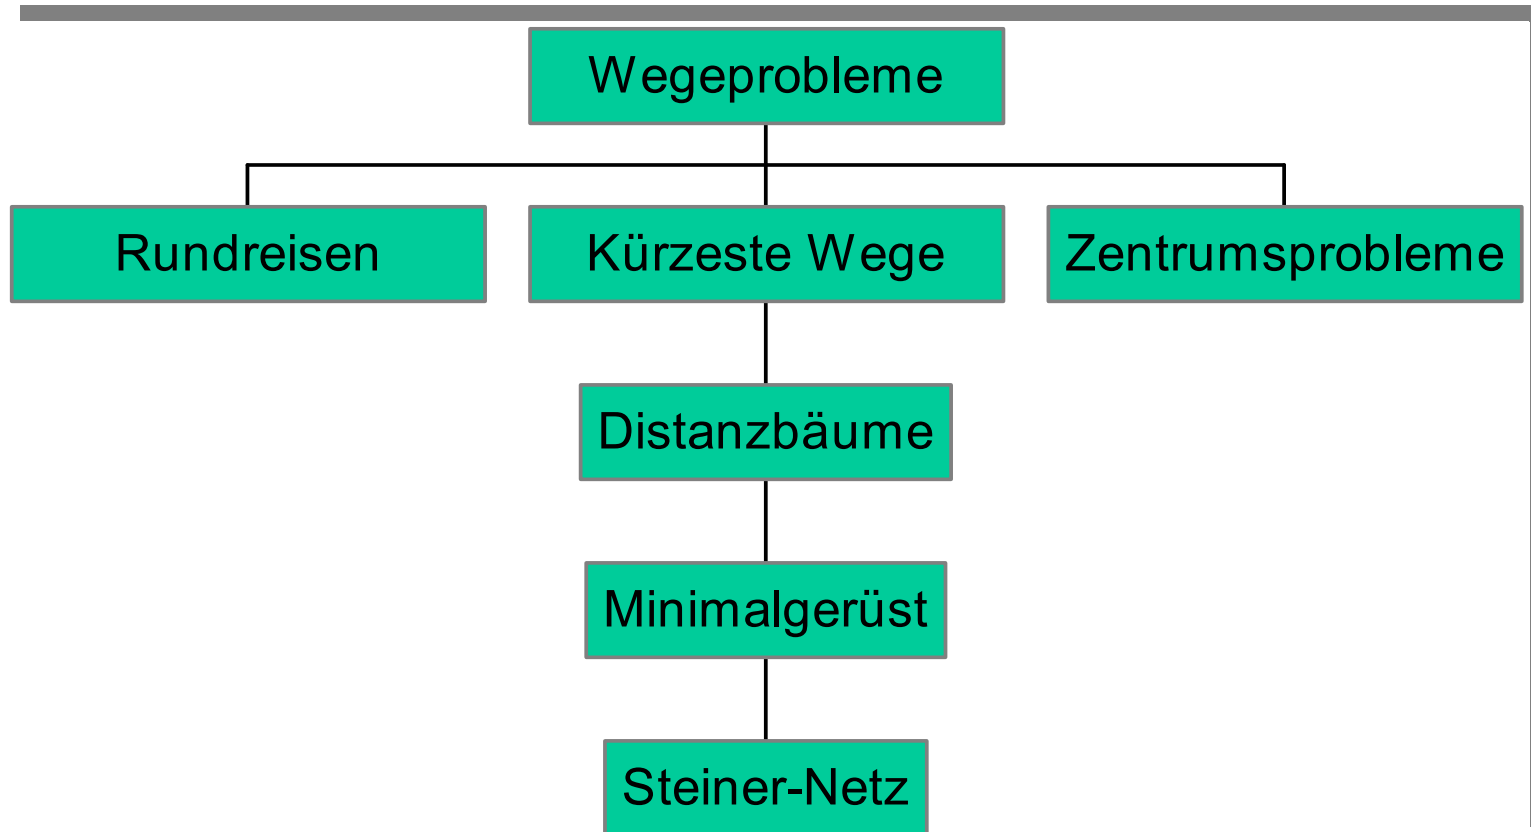 Wegeprobleme
Rundreisen
Kürzeste Wege
Zentrumsprobleme
Distanzbäume
Minimalgerüst
Steiner-Netz